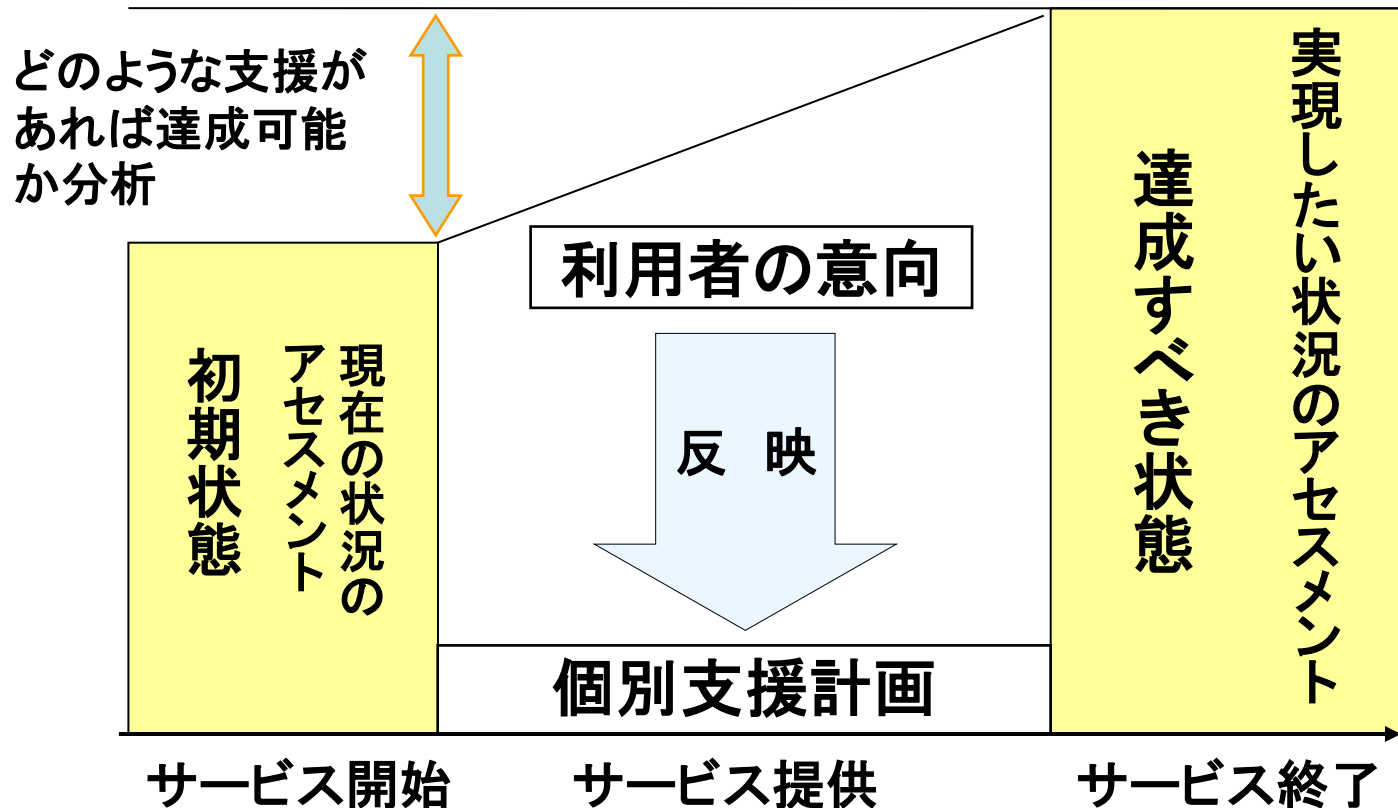 どのような支援が
あれば達成可能
か分析
初期状態
現在の状況の
アセスメント
利用者の意向
反 映
個別支援計画
実現したい状況のアセスメント
達成すべき状態
サービス開始
サービス提供
サービス終了